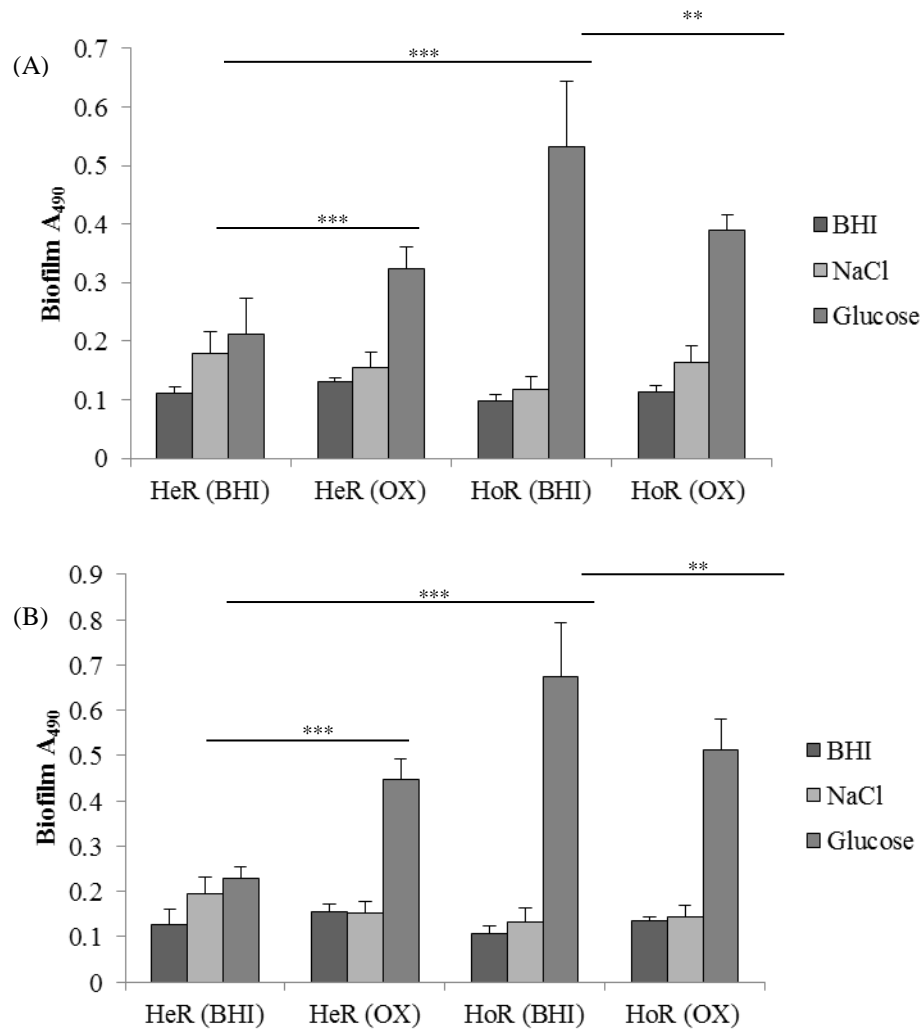 (A)
**
***
***
0.7
0.6
0.5
0.4
0.3
0.2
0.1
0
Biofilm A490
HeR (BHI) HeR (OX) HoR (BHI) HoR (OX)
BHI
NaCl
Glucose
(B)
**
***
***
0.9
0.8
0.7
0.6
0.5
0.4
0.3
0.2
0.1
0
Biofilm A490
HeR (BHI) HeR (OX) HoR (BHI) HoR (OX)
BHI
NaCl
Glucose